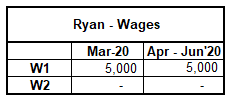 Ryan - Wages
Mar-20 Apr - Jun'20
W1 5,000 5,000
W2 - -